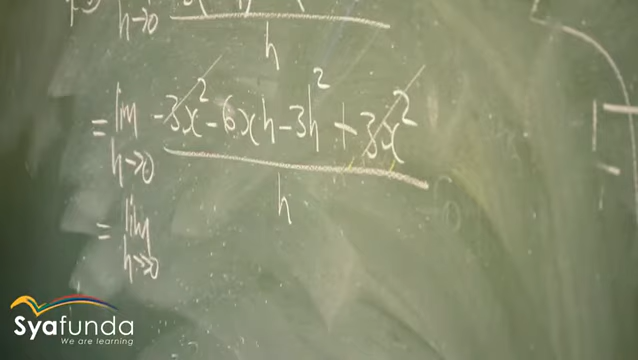 h→0
h
= lim -3x² - 6xh - 3h² + 3x²
h→0 h
= lim
h→0
Syafunda
We are learning